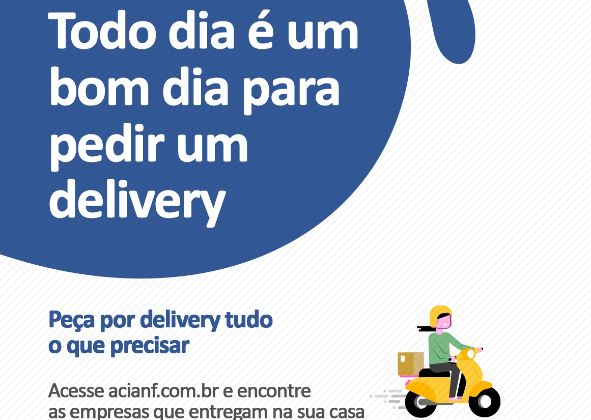 Todo dia é um
bom dia para
pedir um
delivery
Peça por delivery tudo
o que precisar
Acesse acianf.com.br e encontre
as empresas que entregam na sua casa